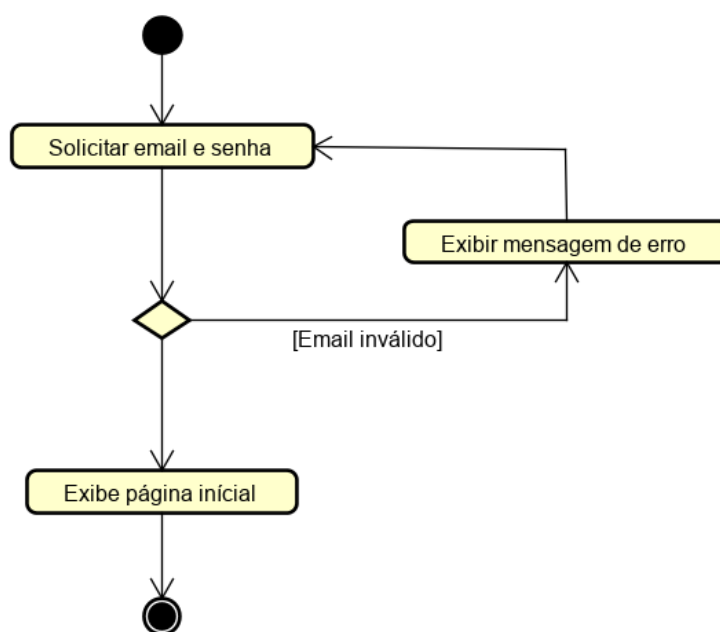 Solicitar email e senha
Exibir mensagem de erro
[Email inválido]
Exibe página inícial